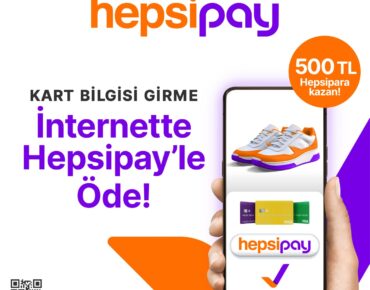 hepsipay
500 TL
Hepsipara
kazan!
KART BİLGİSİ GİRME
İnternette
Hepsipay'le
Öde!
hepsipay